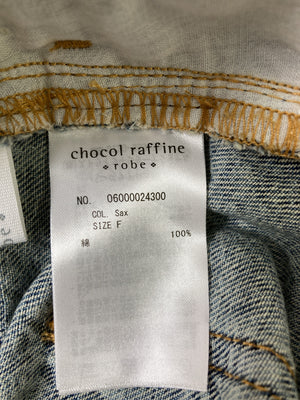 chocol raffine
robe
NO. 06000024300
COL. Sax
SIZE F
綿 100%